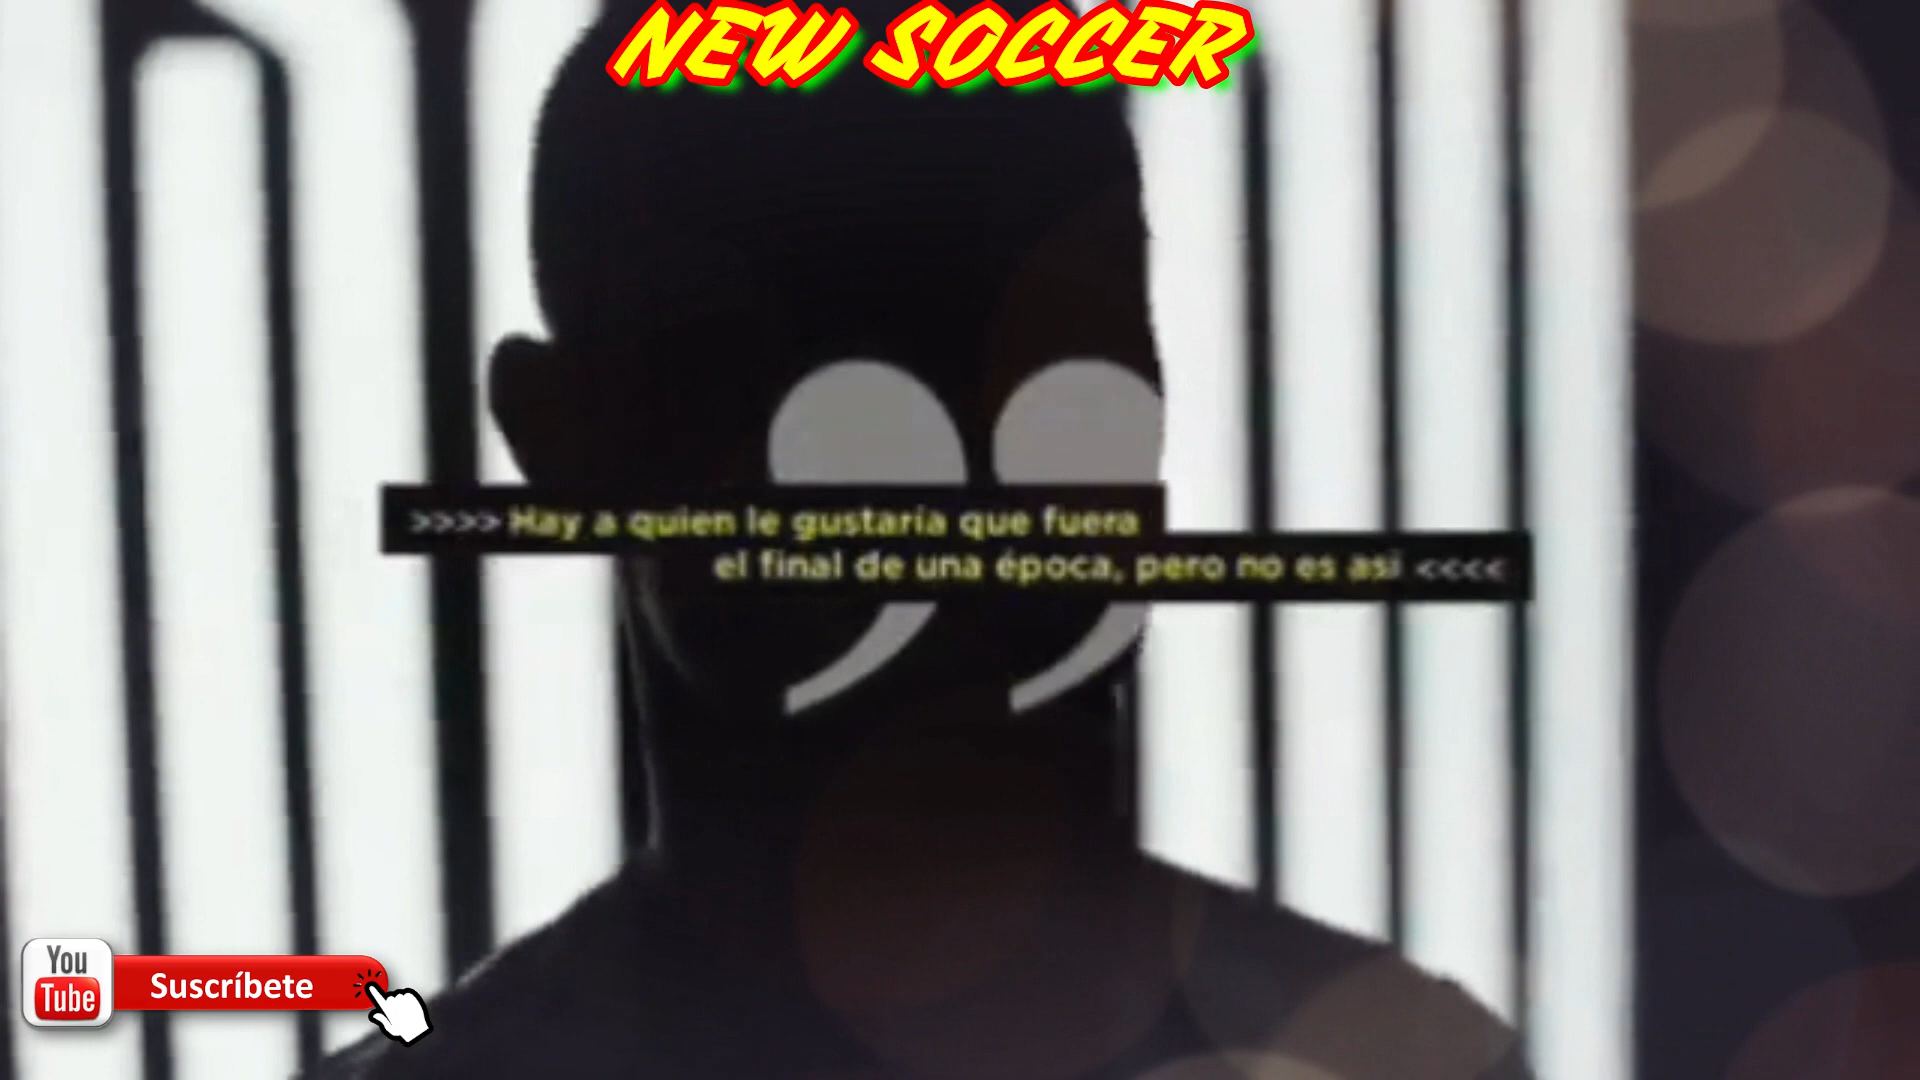 NEW SOCCER
>>>> Hay a quien le gustaría que fuera
el final de una época, pero no es así <<<<
You
Tube
Suscríbete